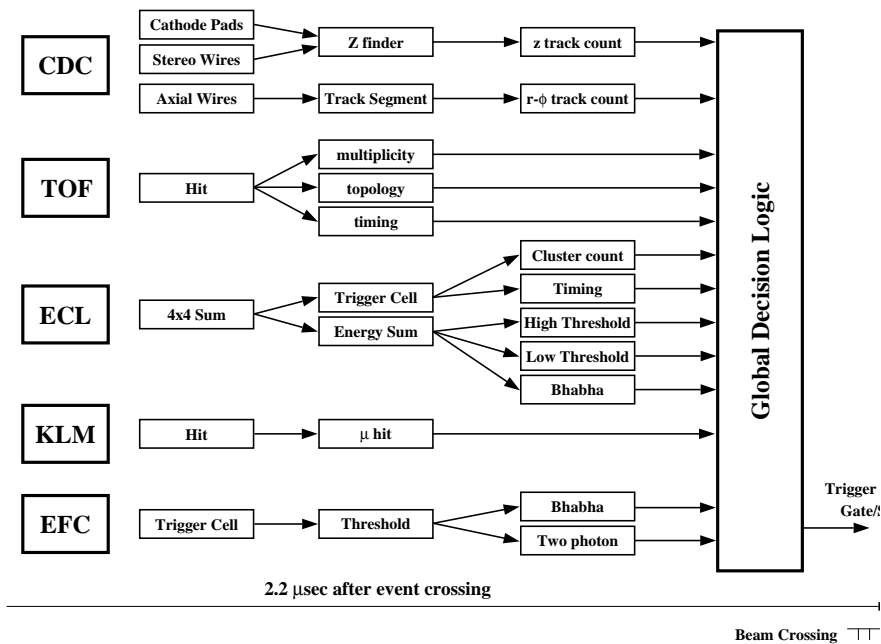 CDC
Cathode Pads
Stereo Wires
Axial Wires
Z finder
Track Segment
z track count
r-φ track count
TOF
Hit
multiplicity
topology
timing
ECL
4x4 Sum
Trigger Cell
Energy Sum
Cluster count
Timing
High Threshold
Low Threshold
Bhabha
KLM
Hit
μ hit
EFC
Trigger Cell
Threshold
Bhabha
Two photon
Global Decision Logic
Trigger
Gate/S
2.2 μsec after event crossing
Beam Crossing